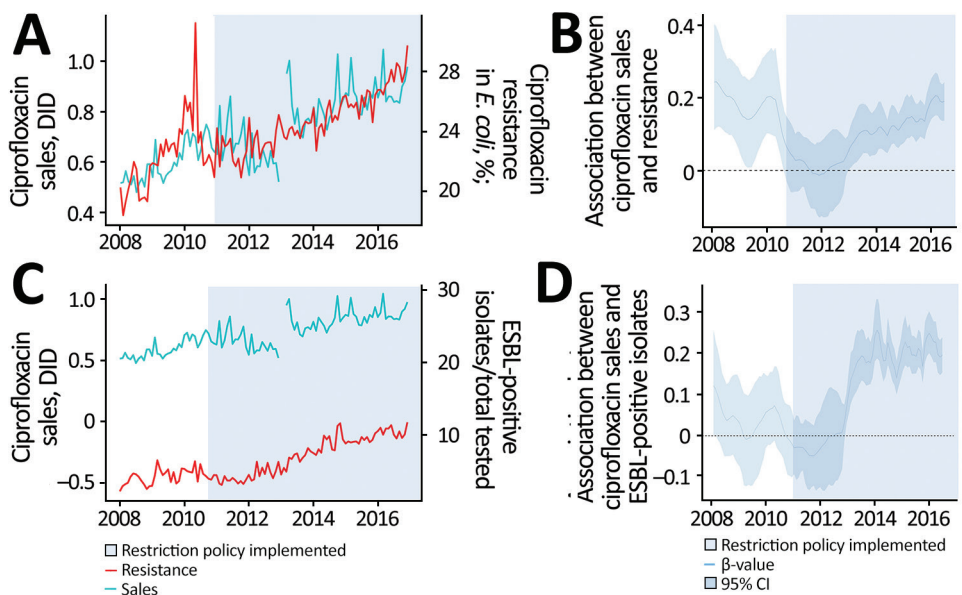 A
Ciprofloxacin
sales, DID
1.0
0.8
0.6
0.4
28
24
20
Ciprofloxacin
resistance
in E. coli, %;
2008 2010 2012 2014 2016
B
Association between
ciprofloxacin sales
and resistance
0.4
0.2
0
2008 2010 2012 2014 2016
C
Ciprofloxacin
sales, DID
1.0
0.5
0
−0.5
30
20
10
ESBL-positive
isolates/total tested
2008 2010 2012 2014 2016
Restriction policy implemented
Resistance
Sales
D
Association between
ciprofloxacin sales and
ESBL-positive isolates
0.3
0.2
0.1
0
−0.1
2008 2010 2012 2014 2016
Restriction policy implemented
β-value
95% CI